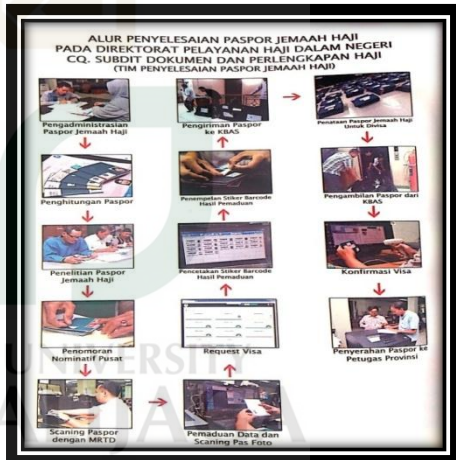 ALUR PENYELESAIAN PASPOR JEMAAH HAJI
PADA DIREKTORAT PELAYANAN HAJI DALAM NEGERI
CQ. SUBDIT DOKUMEN DAN PERLENGKAPAN HAJI
(TIM PENYELESAIAN PASPOR JEMAAH HAJI)
Pengadministrasian
Paspor Jemaah Haji
Penghitungan Paspor
Penelitian Paspor
Jemaah Haji
Penomoran
Nominatif Pusat
Scaning Paspor
dengan MRTD
Pemaduan Data dan
Scaning Pas Foto
Request Visa
Pencetakan Stiker Barcode
Hasil Pemaduan
Penempelan Stiker Barcode
Hasil Pemaduan
Pengiriman Paspor
ke KBAS
Penataan Paspor Jemaah Haji
Untuk Divisa
Pengambilan Paspor dari
KBAS
Konfirmasi Visa
Penyerahan Paspor ke
Petugas Provinsi
UNIVERSITY